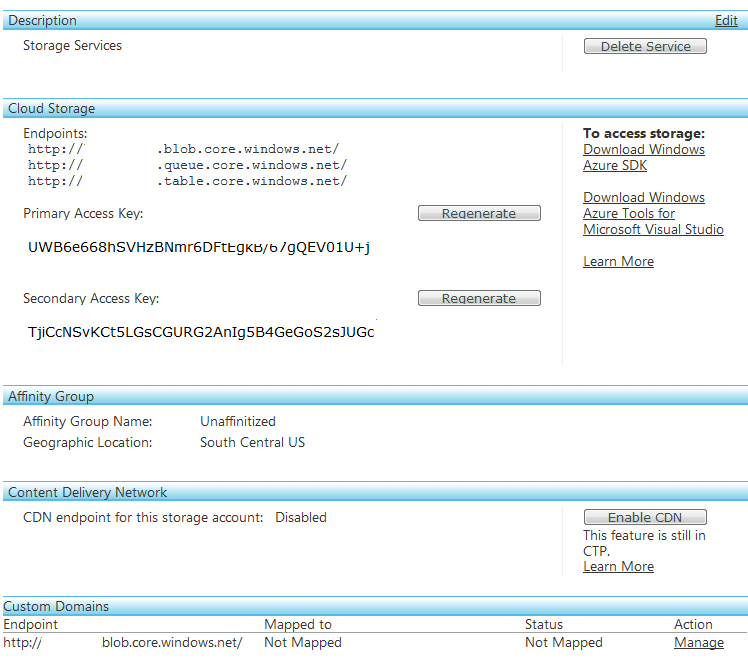 Description Edit
Storage Services Delete Service
Cloud Storage
Endpoints:
http:// .blob.core.windows.net/
http:// .queue.core.windows.net/
http:// .table.core.windows.net/
Primary Access Key: Regenerate
UWB6e668hSVHzBNmr6DFtEgkB/67gQEV01U+j
Secondary Access Key: Regenerate
TjiCcNSvKCt5LGsCGURG2AnIg5B4GeGoS2sJUGc
To access storage:
Download Windows
Azure SDK
Download Windows
Azure Tools for
Microsoft Visual Studio
Learn More
Affinity Group
Affinity Group Name: Unaffinitized
Geographic Location: South Central US
Content Delivery Network
CDN endpoint for this storage account: Disabled
Enable CDN
This feature is still in
CTP.
Learn More
Custom Domains
Endpoint Mapped to Status Action
http:// blob.core.windows.net/ Not Mapped Not Mapped Manage